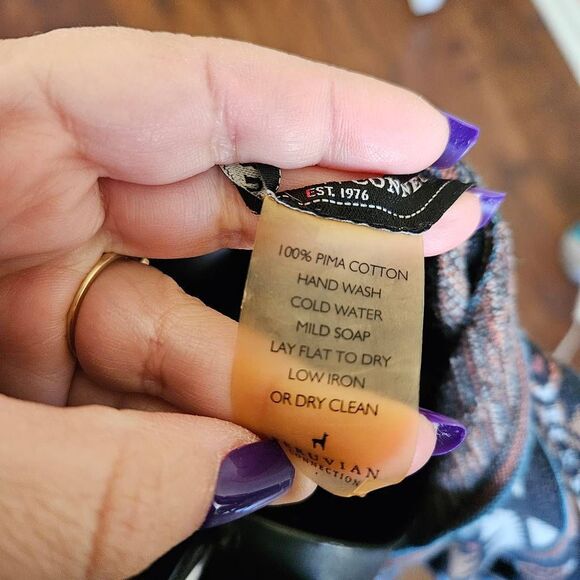 EST. 1976
100% PIMA COTTON
HAND WASH
COLD WATER
MILD SOAP
LAY FLAT TO DRY
LOW IRON
OR DRY CLEAN
PERUVIAN
CONNECTION